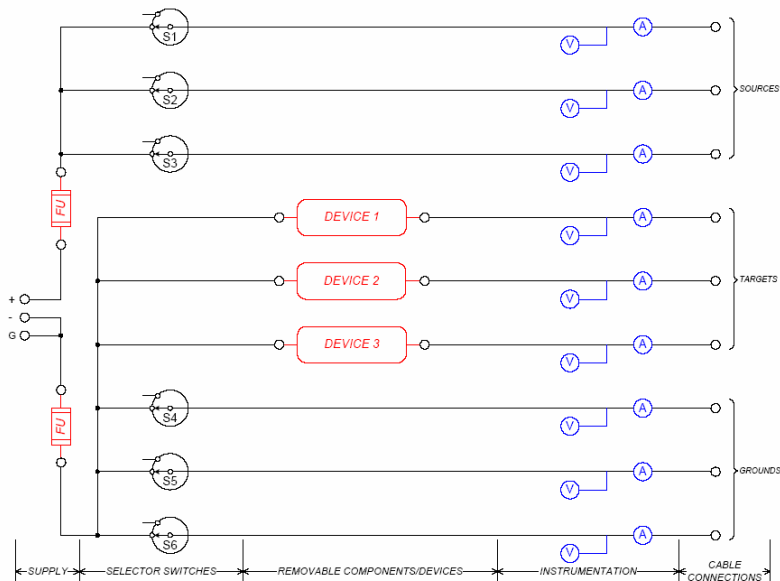 S1
V
A
S2
V
A
SOURCES
S3
V
A
FU
DEVICE 1
V
A
+
-
G
DEVICE 2
V
A
TARGETS
DEVICE 3
V
A
FU
S4
V
A
S5
V
A
GROUNDS
S6
V
A
SUPPLY
SELECTOR SWITCHES
REMOVABLE COMPONENTS/DEVICES
INSTRUMENTATION
CABLE
CONNECTIONS